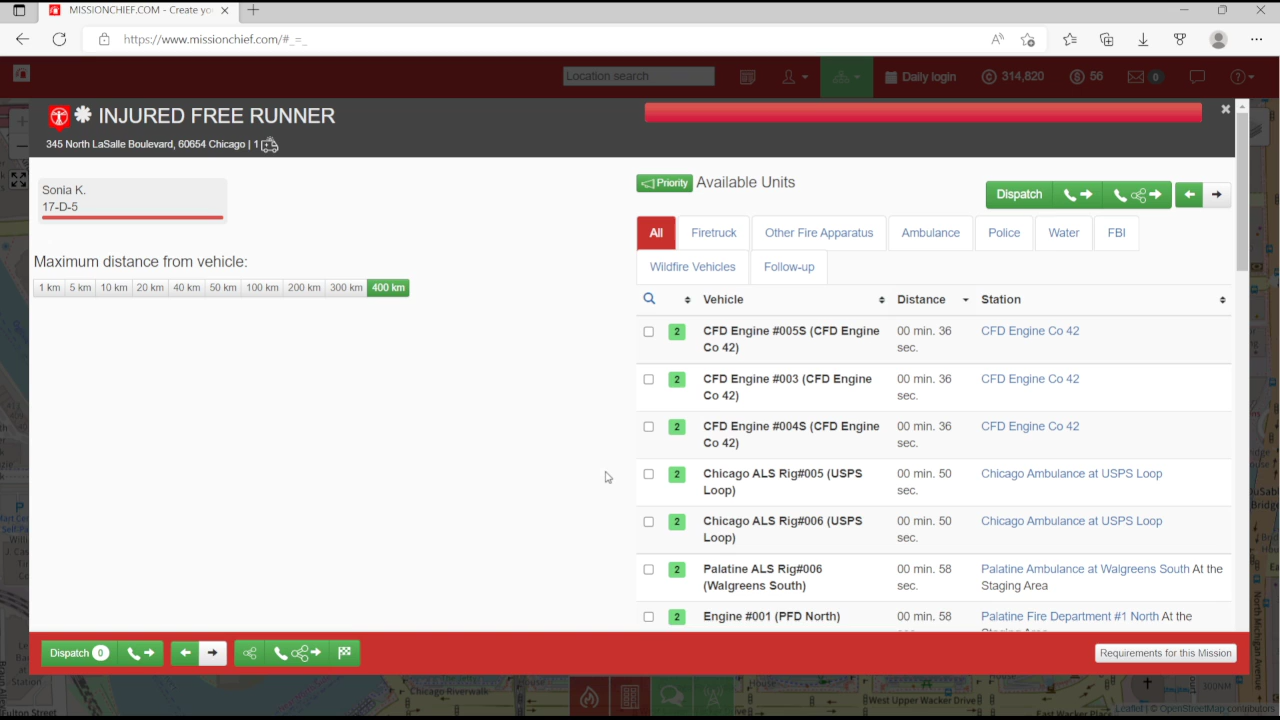 MISSIONCHIEF.COM - Create yo
https://www.missionchief.com/#_=_
Location search
Daily login
314,820
56
0
INJURED FREE RUNNER
345 North LaSalle Boulevard, 60654 Chicago | 1
Sonia K.
17-D-5
Maximum distance from vehicle:
1 km 5 km 10 km 20 km 40 km 50 km 100 km 200 km 300 km 400 km
Priority Available Units
Dispatch
All Firetruck Other Fire Apparatus Ambulance Police Water FBI
Wildfire Vehicles Follow-up
Vehicle Distance Station
2 CFD Engine #005S (CFD Engine Co 42) 00 min. 36 sec. CFD Engine Co 42
2 CFD Engine #003 (CFD Engine Co 42) 00 min. 36 sec. CFD Engine Co 42
2 CFD Engine #004S (CFD Engine Co 42) 00 min. 36 sec. CFD Engine Co 42
2 Chicago ALS Rig#005 (USPS Loop) 00 min. 50 sec. Chicago Ambulance at USPS Loop
2 Chicago ALS Rig#006 (USPS Loop) 00 min. 50 sec. Chicago Ambulance at USPS Loop
2 Palatine ALS Rig#006 (Walgreens South) 00 min. 58 sec. Palatine Ambulance at Walgreens South At the Staging Area
2 Engine #001 (PFD North) 00 min. 58 Palatine Fire Department #1 North At the
Dispatch 0
Requirements for this Mission
Chicago Riverwalk
West Upper Wacker Drive
East Wacker Place
300NM
Leaflet | © OpenStreetMap contributors